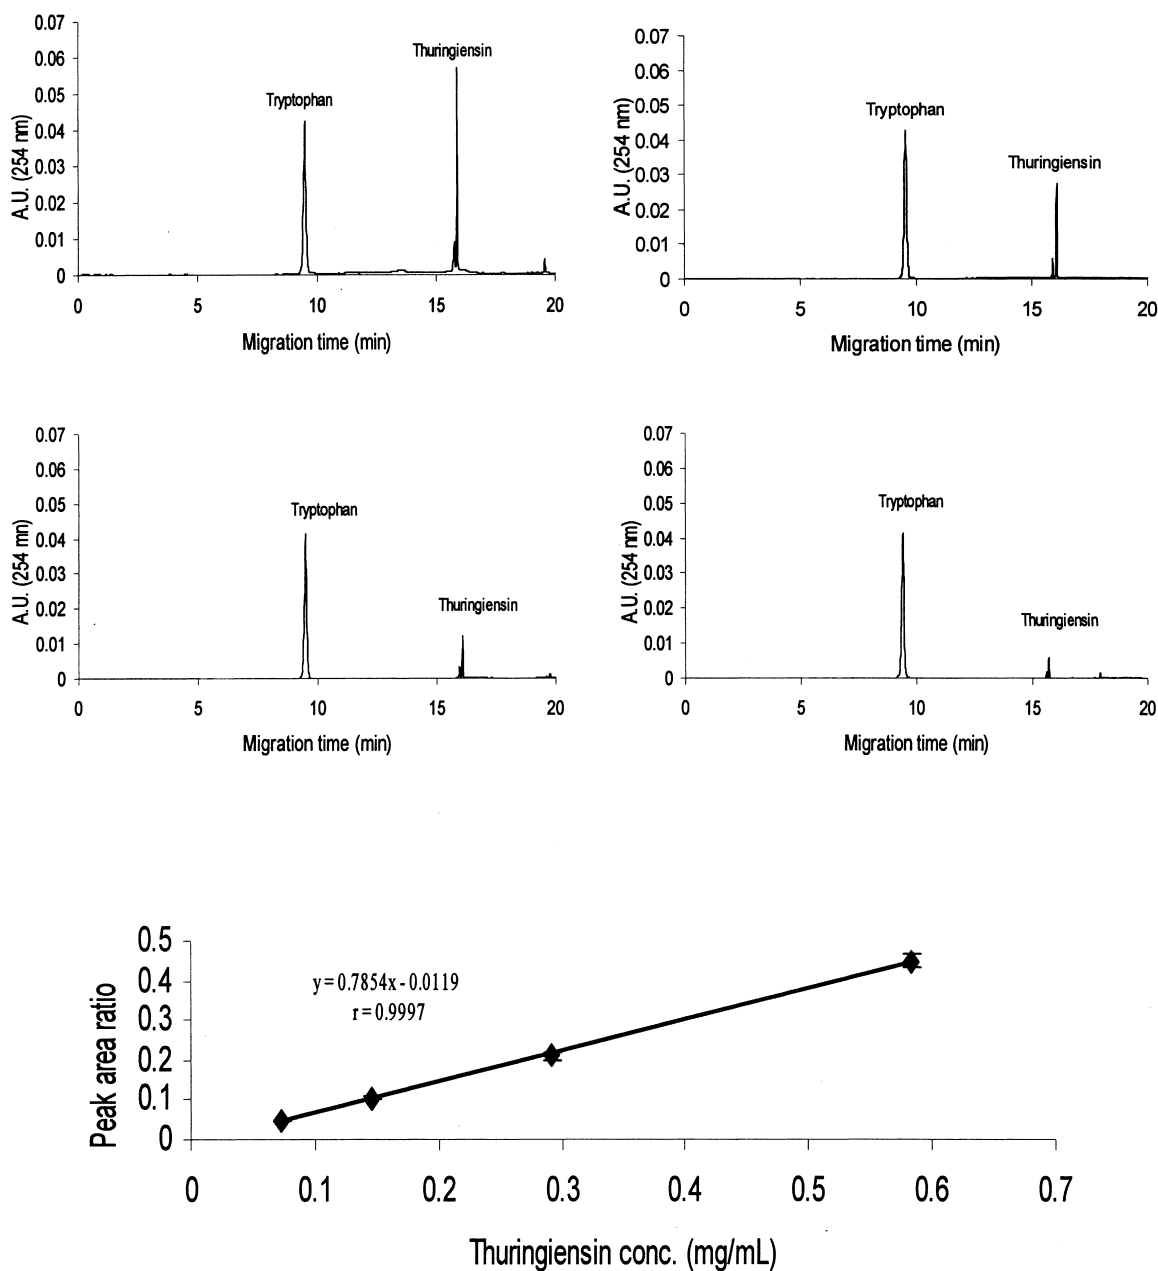 0.07
0.06
0.05
0.04
0.03
0.02
0.01
0
A.U. (254 nm)
Tryptophan
Thuringiensin
0 5 10 15 20
Migration time (min)
0.07
0.06
0.05
0.04
0.03
0.02
0.01
0
A.U. (254 nm)
Tryptophan
Thuringiensin
0 5 10 15 20
Migration time (min)
0.07
0.06
0.05
0.04
0.03
0.02
0.01
0
A.U. (254 mn)
Tryptophan
Thuringiensin
0 5 10 15 20
Migration time (min)
0.07
0.06
0.05
0.04
0.03
0.02
0.01
0
A.U. (254 nm)
Tryptophan
Thuringiensin
0 5 10 15 20
Migration time (min)
0.5
0.4
0.3
0.2
0.1
0
Peak area ratio
y = 0.7854x - 0.0119
r = 0.9997
0 0.1 0.2 0.3 0.4 0.5 0.6 0.7
Thuringiensin conc. (mg/mL)